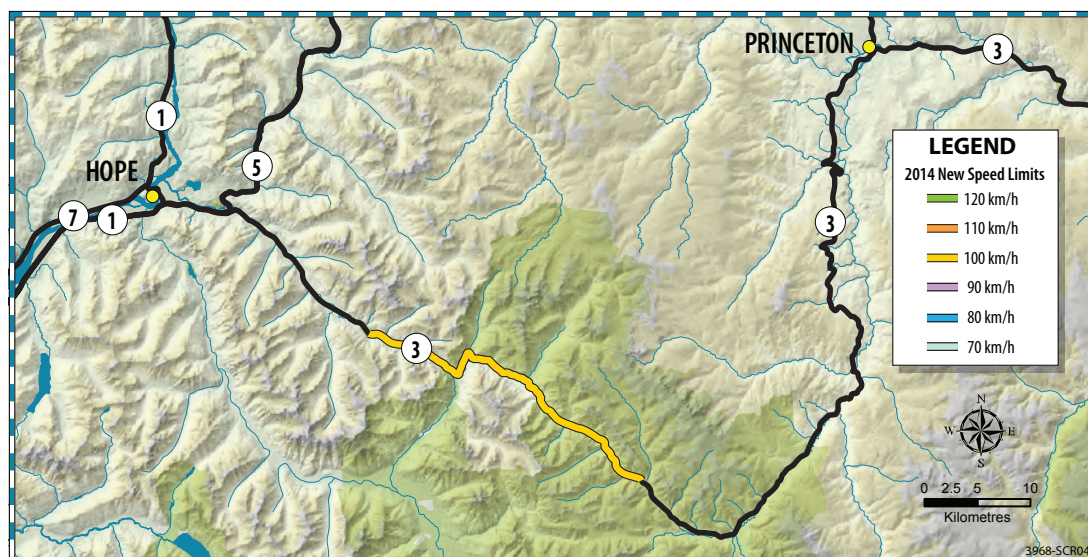 PRINCETON
3
1
5
HOPE
7
1
3
3
LEGEND
2014 New Speed Limits
120 km/h
110 km/h
100 km/h
90 km/h
80 km/h
70 km/h
N
W E
S
0 2.5 5 10
Kilometres
3968-SCR04